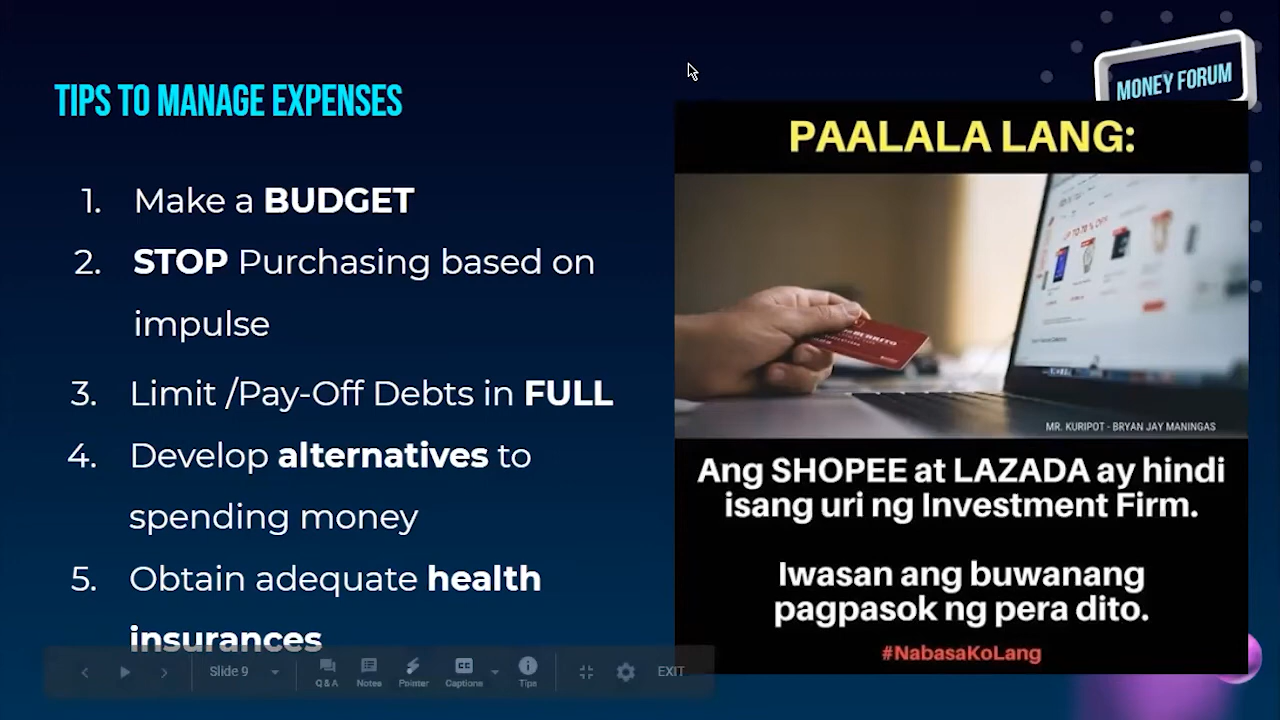 MONEY FORUM
TIPS TO MANAGE EXPENSES
1. Make a BUDGET
2. STOP Purchasing based on
impulse
3. Limit /Pay-Off Debts in FULL
4. Develop alternatives to
spending money
5. Obtain adequate health
insurances
PAALALA LANG:
MR. KURIPOT - BRYAN JAY MANINGAS
Ang SHOPEE at LAZADA ay hindi
isang uri ng Investment Firm.
Iwasan ang buwanang
pagpasok ng pera dito.
#NabasaKoLang
Slide 9
Q & A
Notes
Pointer
Captions
Tips
EXIT